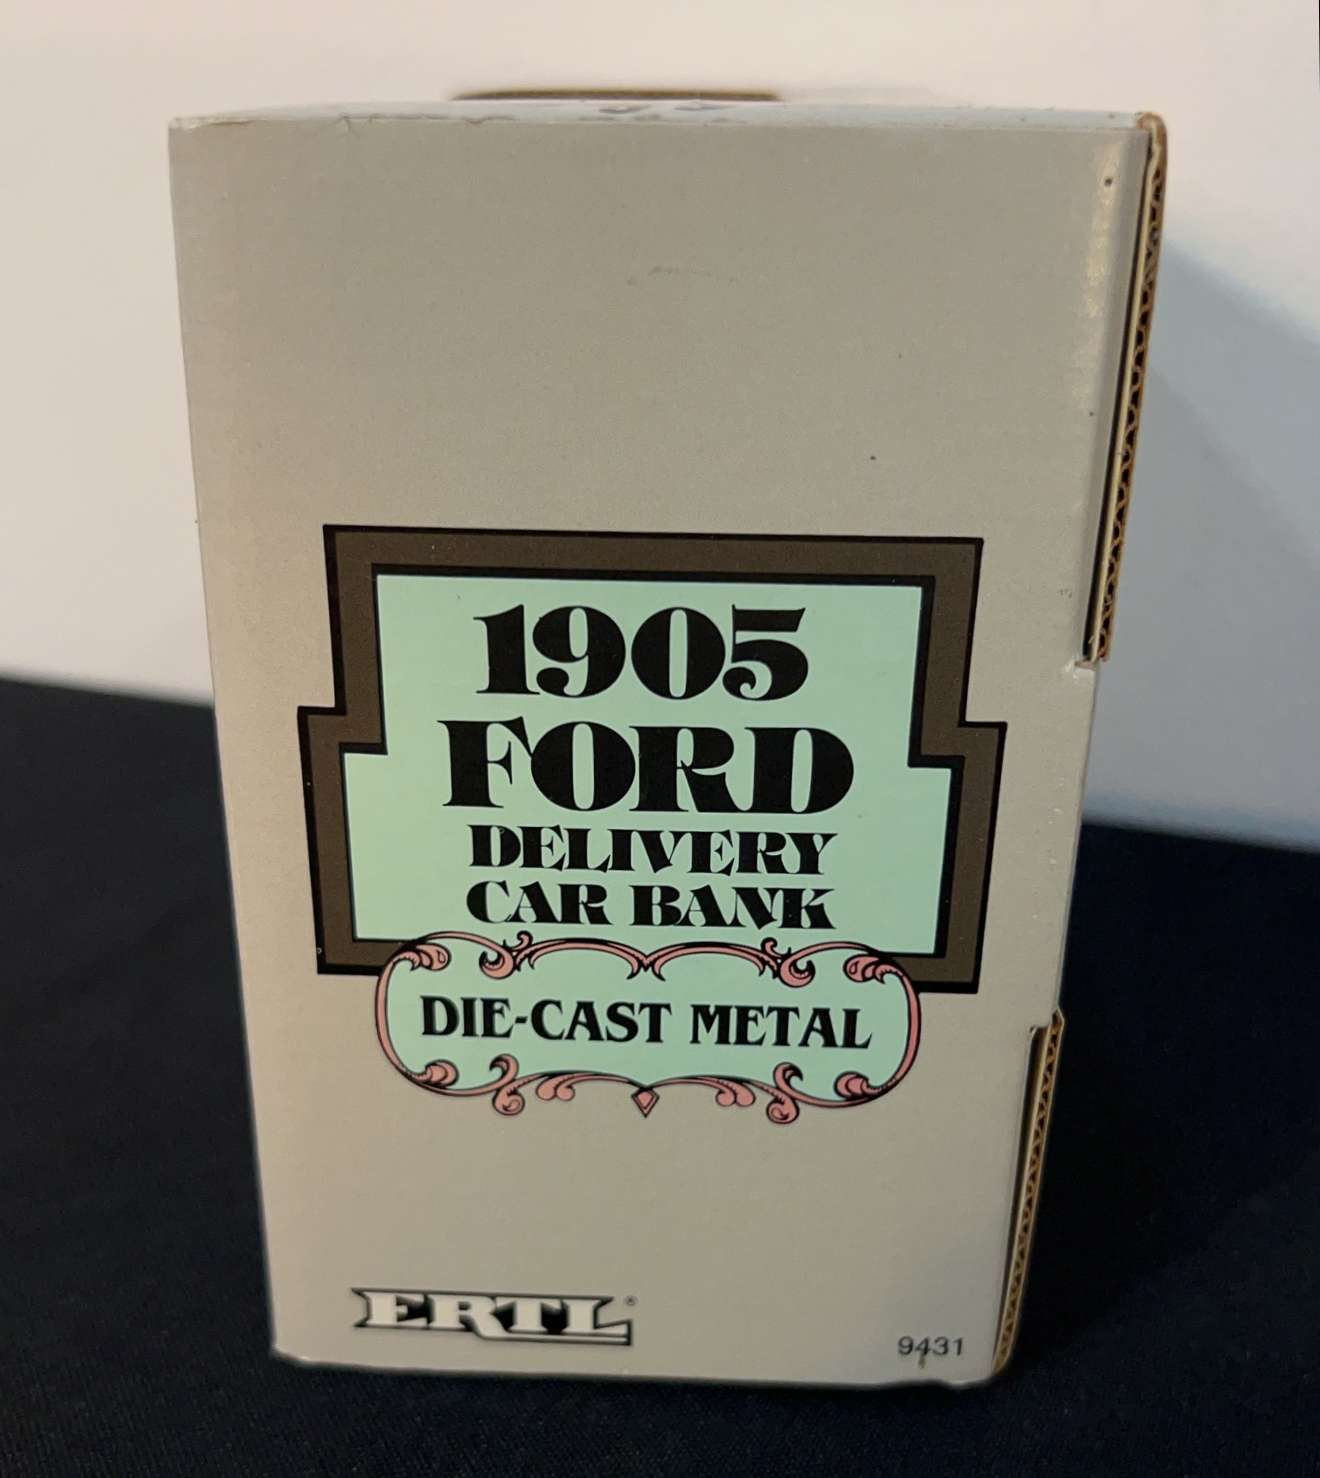 1905
FORD
DELIVERY
CAR BANK
DIE-CAST METAL
ERTL®
9431